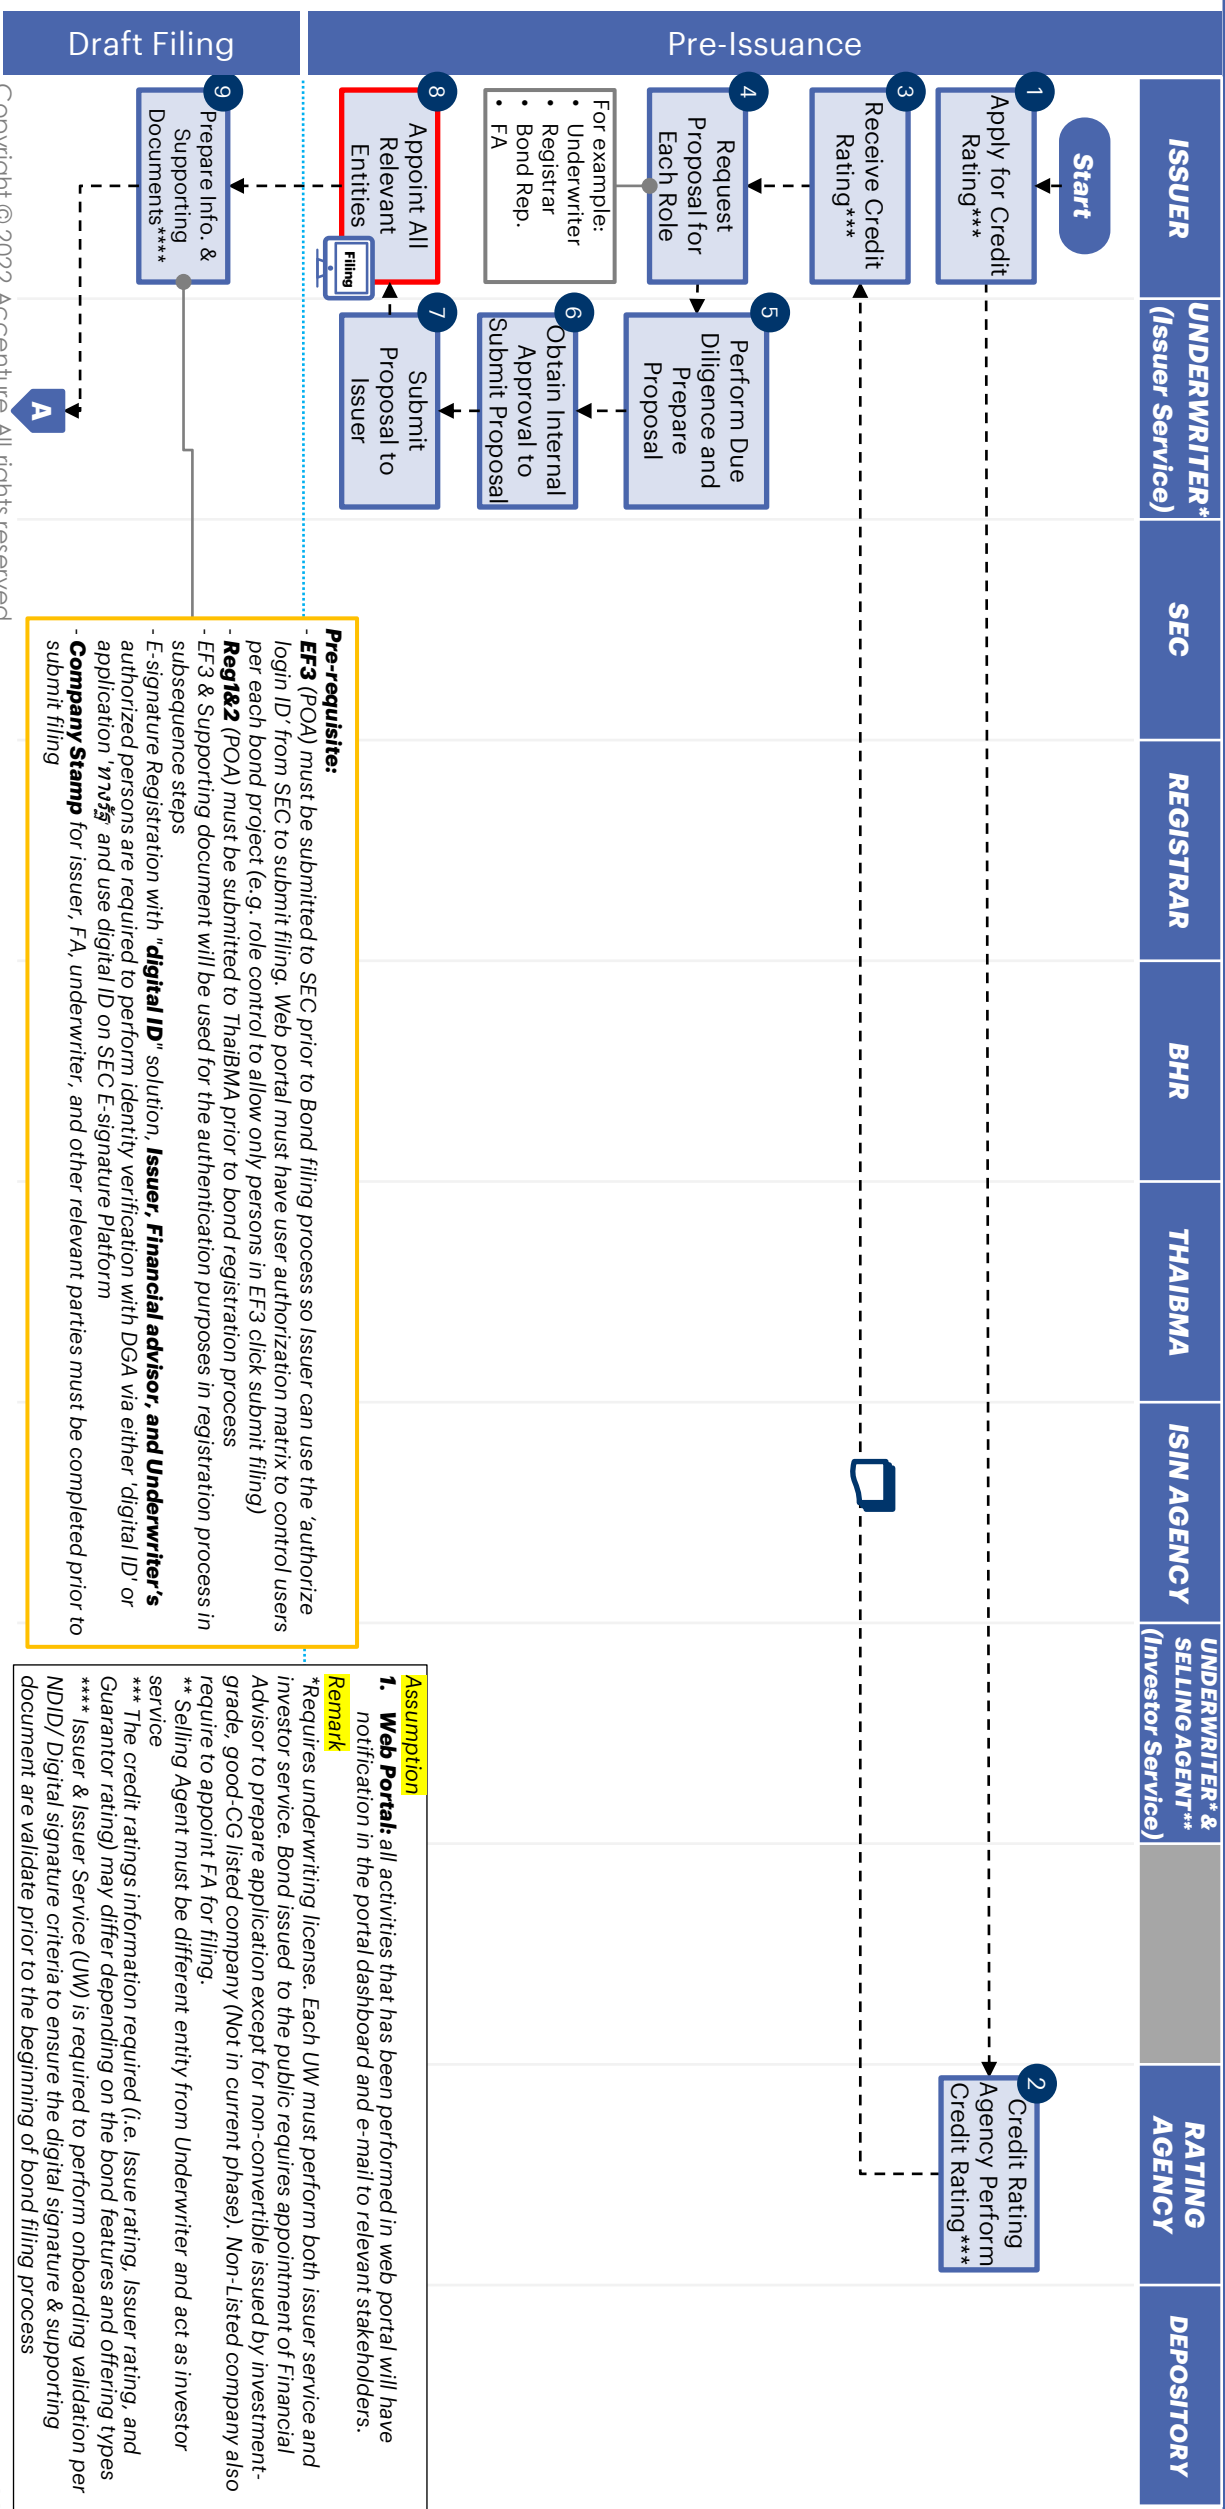 Pre-Issuance
Draft Filing
ISSUER
UNDERWRITER*
(Issuer Service)
SEC
REGISTRAR
BHR
THAIBMA
ISIN AGENCY
UNDERWRITER* &
SELLING AGENT**
(Investor Service)
RATING
AGENCY
DEPOSITORY
Start
1
Apply for Credit
Rating***
2
Credit Rating
Agency Perform
Credit Rating***
3
Receive Credit
Rating***
4
Request
Proposal for
Each Role
For example:
• Underwriter
• Registrar
• Bond Rep.
• FA
5
Perform Due
Diligence and
Prepare
Proposal
6
Obtain Internal
Approval to
Submit Proposal
7
Submit
Proposal to
Issuer
8
Appoint All
Relevant
Entities
Filing
9
Prepare Info. &
Supporting
Documents****
A
Pre-requisite:
- EF3 (POA) must be submitted to SEC prior to Bond filing process so Issuer can use the 'authorize
login ID' from SEC to submit filing. Web portal must have user authorization matrix to control users
per each bond project (e.g. role control to allow only persons in EF3 click submit filing)
- Reg1&2 (POA) must be submitted to ThaiBMA prior to bond registration process
- EF3 & Supporting document will be used for the authentication purposes in registration process in
subsequence steps
- E-signature Registration with "digital ID" solution, Issuer, Financial advisor, and Underwriter's
authorized persons are required to perform identity verification with DGA via either 'digital ID' or
application 'ทางรัฐ' and use digital ID on SEC E-signature Platform
- Company Stamp for issuer, FA, underwriter, and other relevant parties must be completed prior to
submit filing
Assumption
1. Web Portal: all activities that has been performed in web portal will have
notification in the portal dashboard and e-mail to relevant stakeholders.
Remark
*Requires underwriting license. Each UW must perform both issuer service and
investor service. Bond issued to the public requires appointment of Financial
Advisor to prepare application except for non-convertible issued by investment-
grade, good-CG listed company (Not in current phase). Non-Listed company also
require to appoint FA for filing.
** Selling Agent must be different entity from Underwriter and act as investor
service
*** The credit ratings information required (i.e. Issue rating, Issuer rating, and
Guarantor rating) may differ depending on the bond features and offering types
**** Issuer & Issuer Service (UW) is required to perform onboarding validation per
NDID/ Digital signature criteria to ensure the digital signature & supporting
document are validate prior to the beginning of bond filing process
Copyright © 2022 Accenture. All rights reserved.